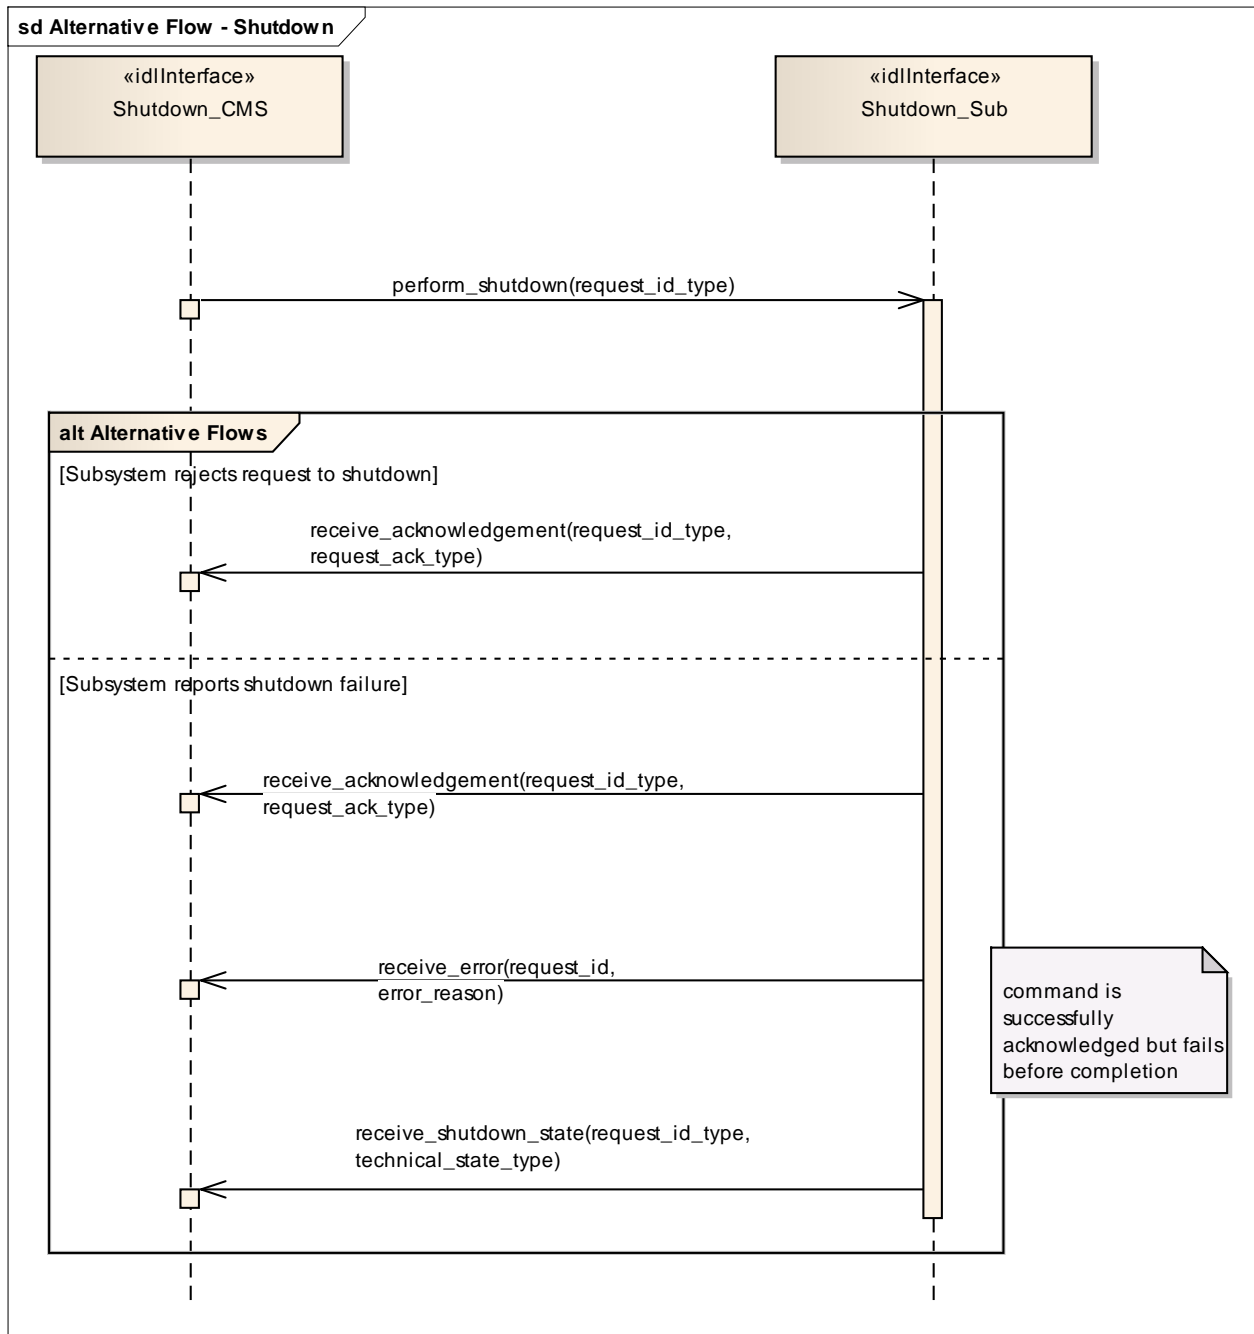 sd Alternative Flow - Shutdown
«idlInterface»
Shutdown_CMS
«idlInterface»
Shutdown_Sub
perform_shutdown(request_id_type)
alt Alternative Flows
[Subsystem rejects request to shutdown]
receive_acknowledgement(request_id_type,
request_ack_type)
[Subsystem reports shutdown failure]
receive_acknowledgement(request_id_type,
request_ack_type)
receive_error(request_id,
error_reason)
command is
successfully
acknowledged but fails
before completion
receive_shutdown_state(request_id_type,
technical_state_type)